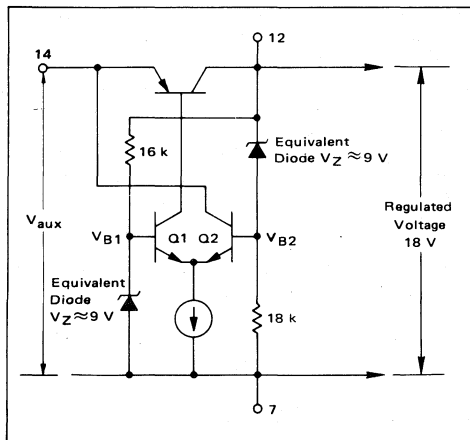 14
12
16 k
Equivalent
Diode VZ ≈ 9 V
Vaux
VB1
Q1
Q2
VB2
Regulated
Voltage
18 V
Equivalent
Diode
VZ ≈ 9 V
18 k
7